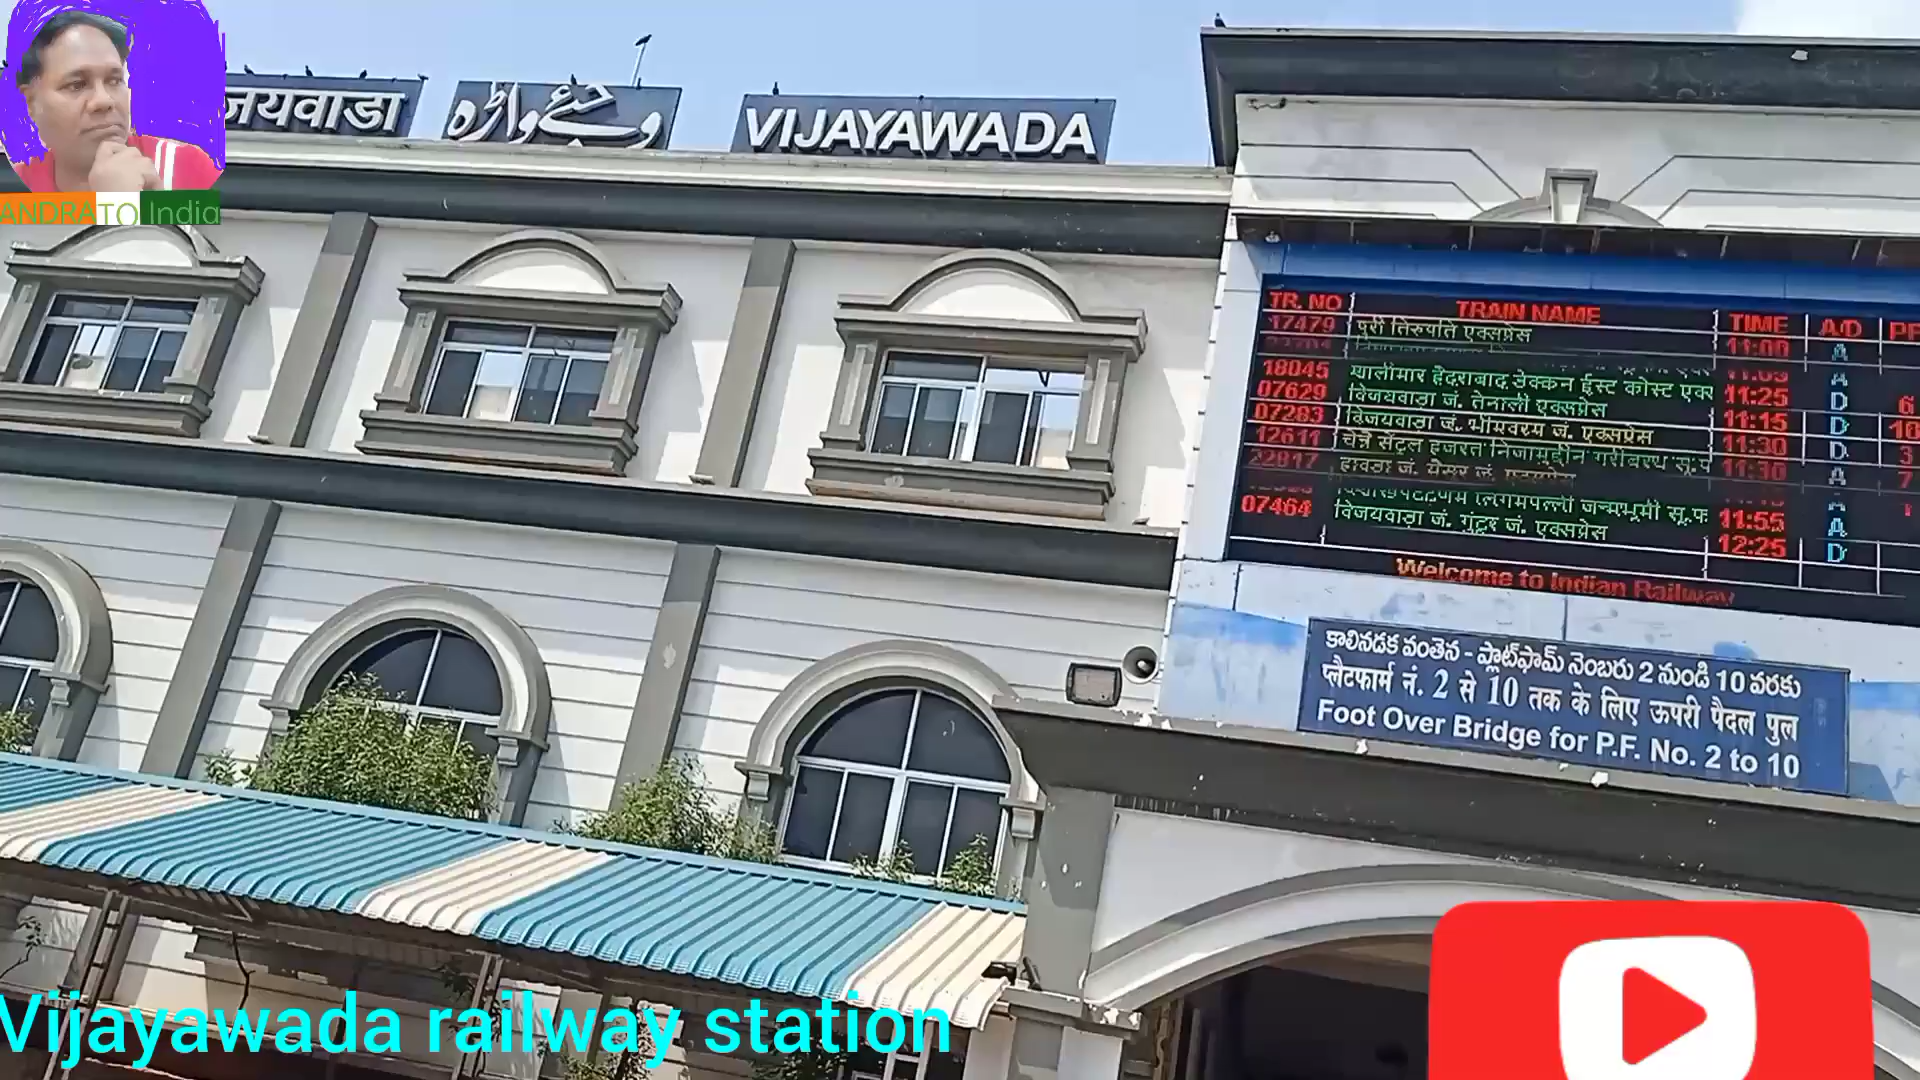 जयवाडा
وجئے واڑہ
VIJAYAWADA
ANDRATO India
TR. NO TRAIN NAME TIME A/D
17479 पुरी तिरुपति एक्सप्रेस 11:00 A
18045 शालीमार हैदराबाद डेक्कन ईस्ट कोस्ट एक्स 11:25 D 6
07629 विजयवाड़ा जं. तेनाली एक्सप्रेस 11:15 D 10
07283 विजयवाड़ा जं. भीमवरम जं. एक्सप्रेस 11:30 D 3
12611 हजरत निजामुद्दीन गरीबरथ 11:30 A 7
22817 हावड़ा जं. मैसूर जं.
लिंगमपल्ली जन्मभूमी सू.फ 11:55 A
07464 विजयवाड़ा जं. गुंटूर जं. एक्सप्रेस 12:25 D
Welcome to Indian Railway
కాలినడక వంతెన - ప్లాట్‌ఫామ్ నెంబరు 2 నుండి 10 వరకు
प्लैटफार्म नं. 2 से 10 तक के लिए ऊपरी पैदल पुल
Foot Over Bridge for P.F. No. 2 to 10
Vijayawada railway station